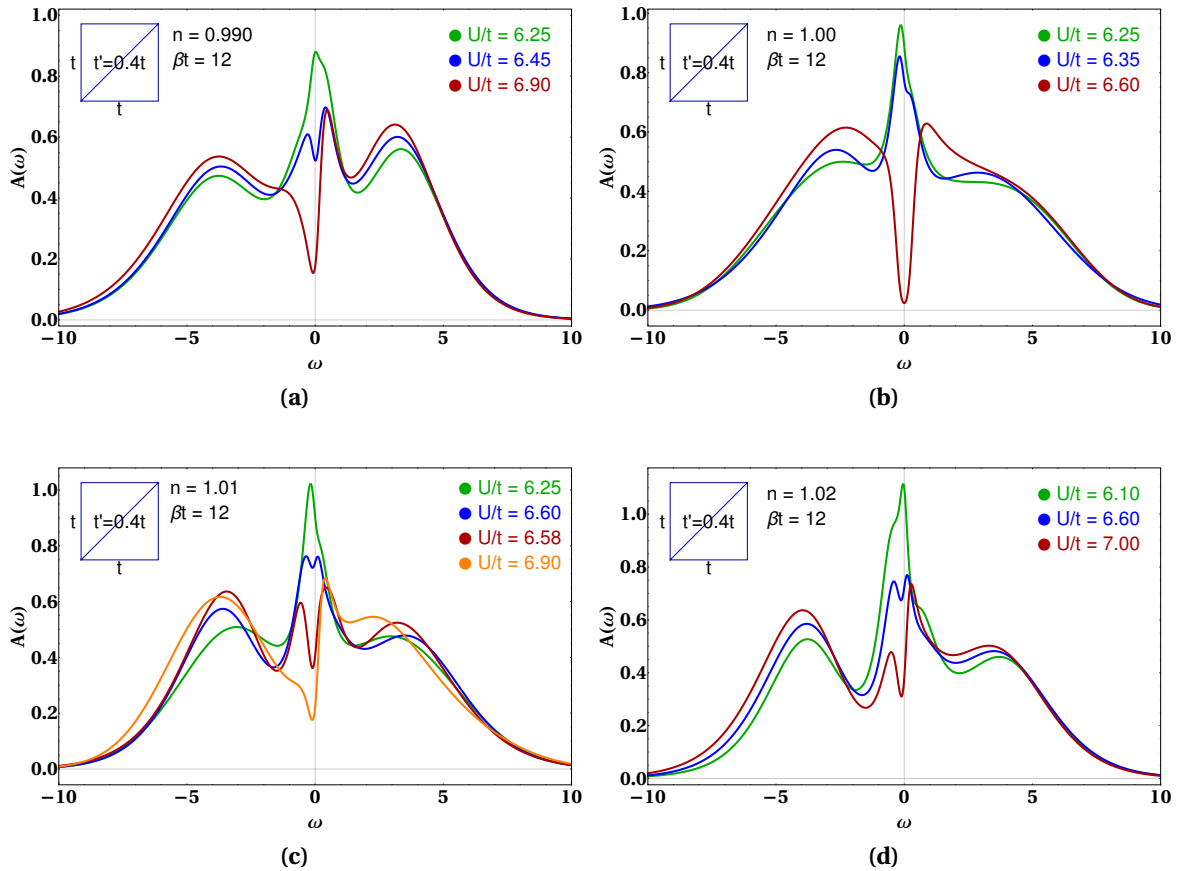 n = 0.990
βt = 12
U/t = 6.25
U/t = 6.45
U/t = 6.90
t
t'=0.4t
t
A(ω)
1.0
0.8
0.6
0.4
0.2
0.0
−10
−5
0
5
10
ω
(a)
n = 1.00
βt = 12
U/t = 6.25
U/t = 6.35
U/t = 6.60
t
t'=0.4t
t
A(ω)
1.0
0.8
0.6
0.4
0.2
0.0
−10
−5
0
5
10
ω
(b)
n = 1.01
βt = 12
U/t = 6.25
U/t = 6.60
U/t = 6.58
U/t = 6.90
t
t'=0.4t
t
A(ω)
1.0
0.8
0.6
0.4
0.2
0.0
−10
−5
0
5
10
ω
(c)
n = 1.02
βt = 12
U/t = 6.10
U/t = 6.60
U/t = 7.00
t
t'=0.4t
t
A(ω)
1.0
0.8
0.6
0.4
0.2
0.0
−10
−5
0
5
10
ω
(d)